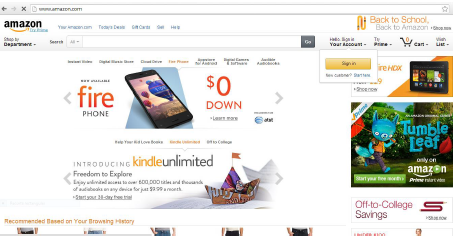 www.amazon.com
amazon
Your Amazon.com Today's Deals Gift Cards Sell Help
Back to School,
Back to Amazon
Shop now
Shop by
Department
Search
All
Go
Hello. Sign in
Your Account
Try
Prime
0
Cart
Wish
List
Sign in
New customer? Start here.
Instant Video
Digital Music Store
Cloud Drive
Fire Phone
Appstore
for Android
Digital Games
& Software
Audible
Audiobooks
NOW AVAILABLE
fire
PHONE
$0
DOWN
Learn more
at&t
fire HDX
Shop now
Help Your Kid Love Books
Kindle Unlimited
Off to College
INTRODUCING kindleunlimited
Freedom to Explore
Enjoy unlimited access to over 600,000 titles and thousands
of audiobooks on any device for just $9.99 a month.
Start your 30-day free trial
Prime
AN AMAZON ORIGINAL SERIES
Tumble
Leaf
only on
amazon
Prime instant video
Start your free month
Off-to-College
Savings
Shop now
Recommended Based on Your Browsing History